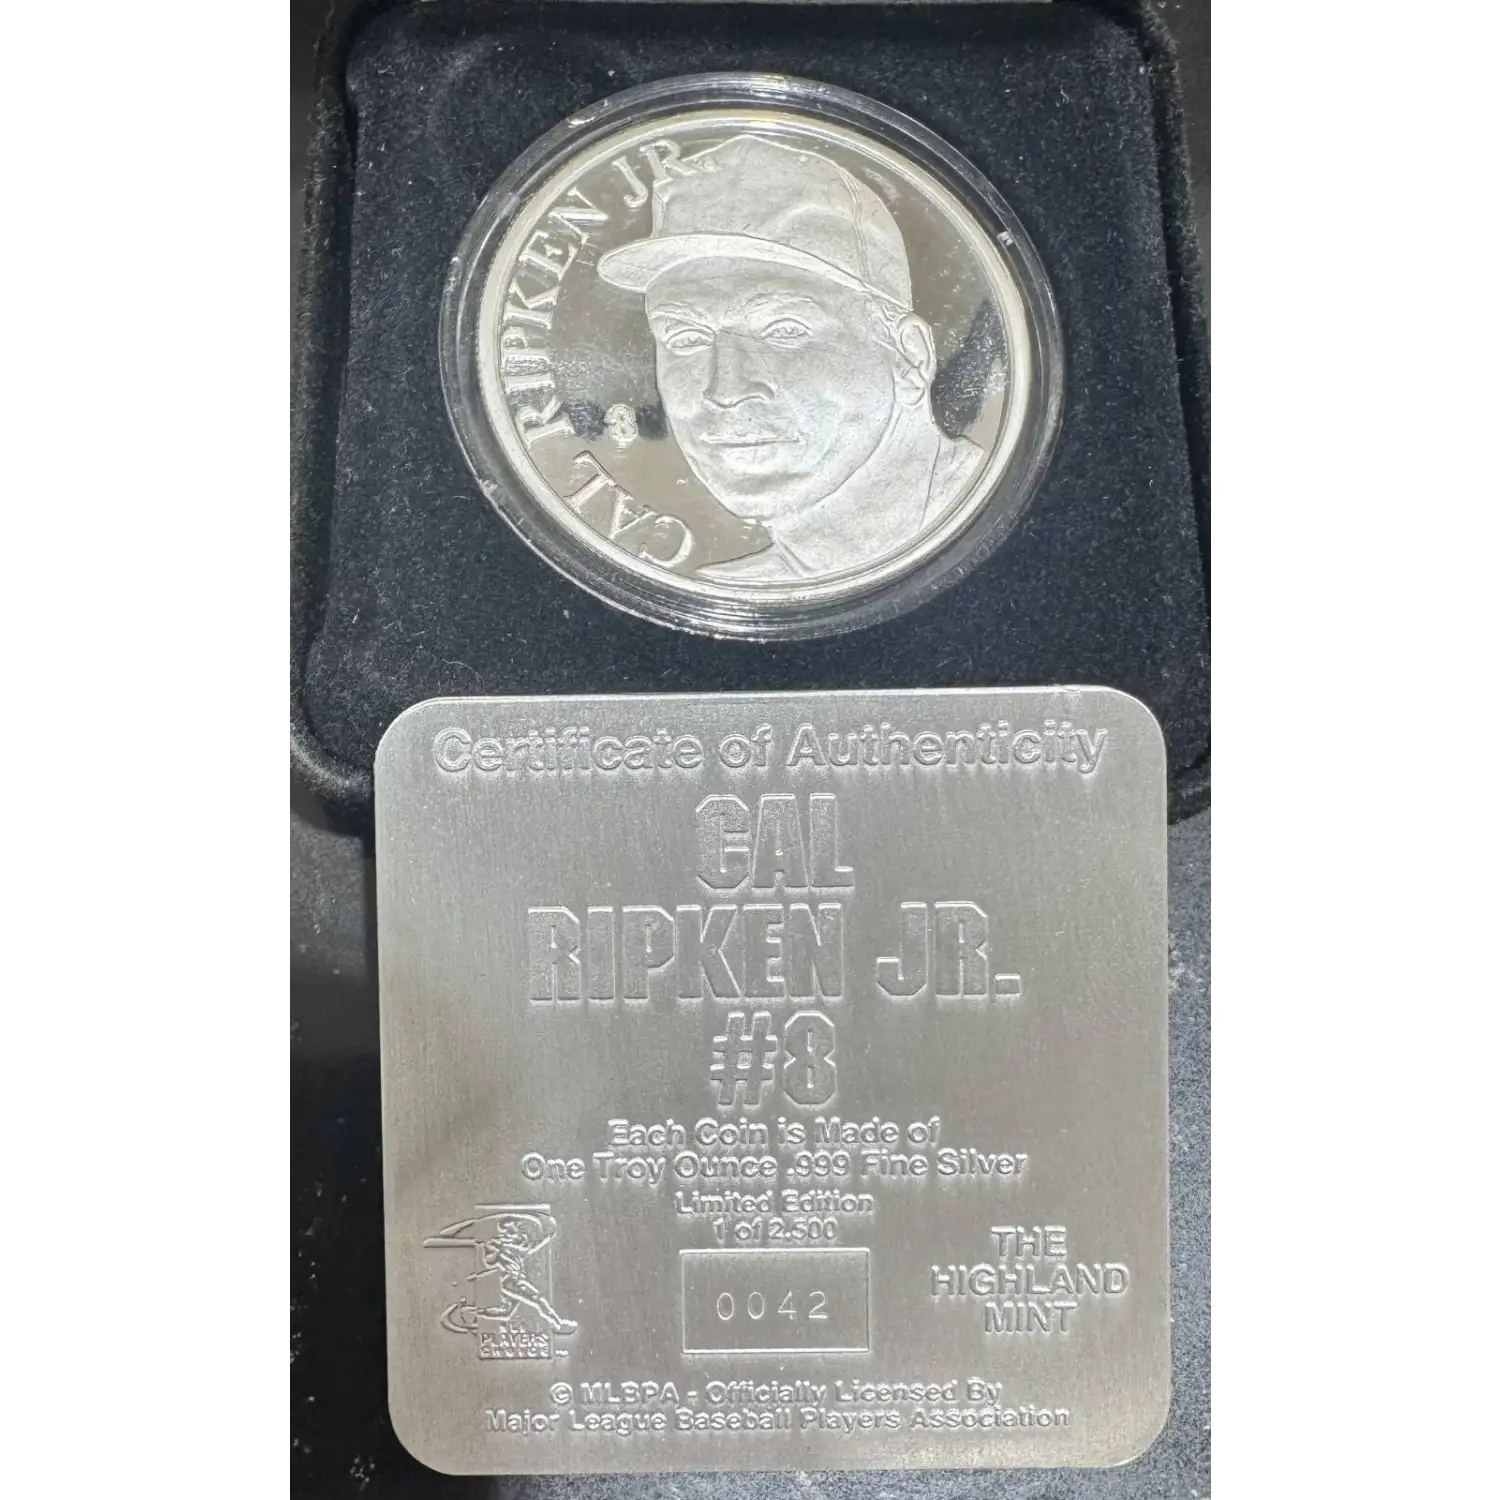 CAL RIPKEN JR.
8
Certificate of Authenticity
CAL
RIPKEN JR.
#8
Each Coin is Made of
One Troy Ounce .999 Fine Silver
Limited Edition
1 of 2,500
0042
THE
HIGHLAND
MINT
PLAYERS
CHOICE™
© MLBPA - Officially Licensed By
Major League Baseball Players Association